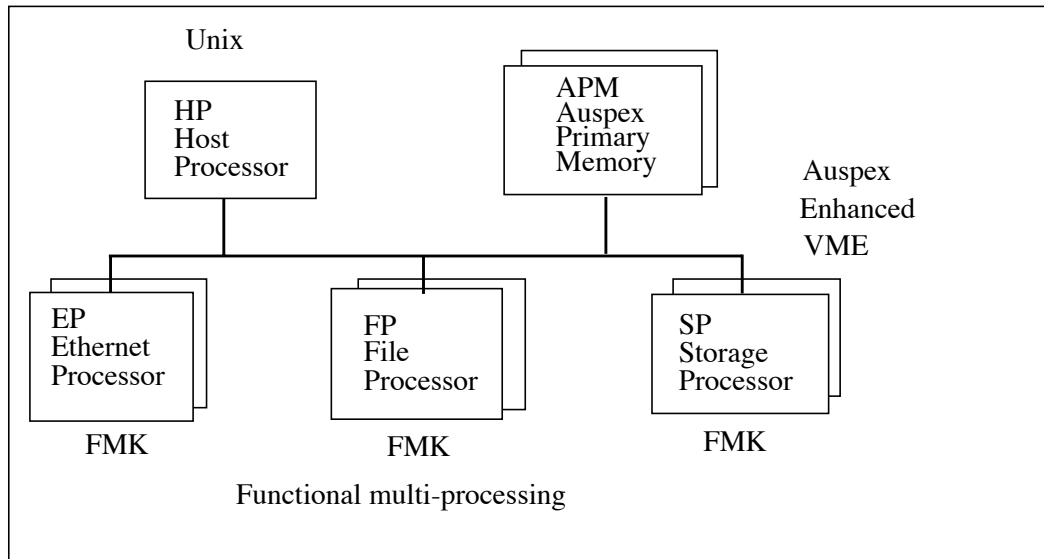 Unix
HP
Host
Processor
APM
Auspex
Primary
Memory
Auspex
Enhanced
VME
EP
Ethernet
Processor
FMK
FP
File
Processor
FMK
SP
Storage
Processor
FMK
Functional multi-processing